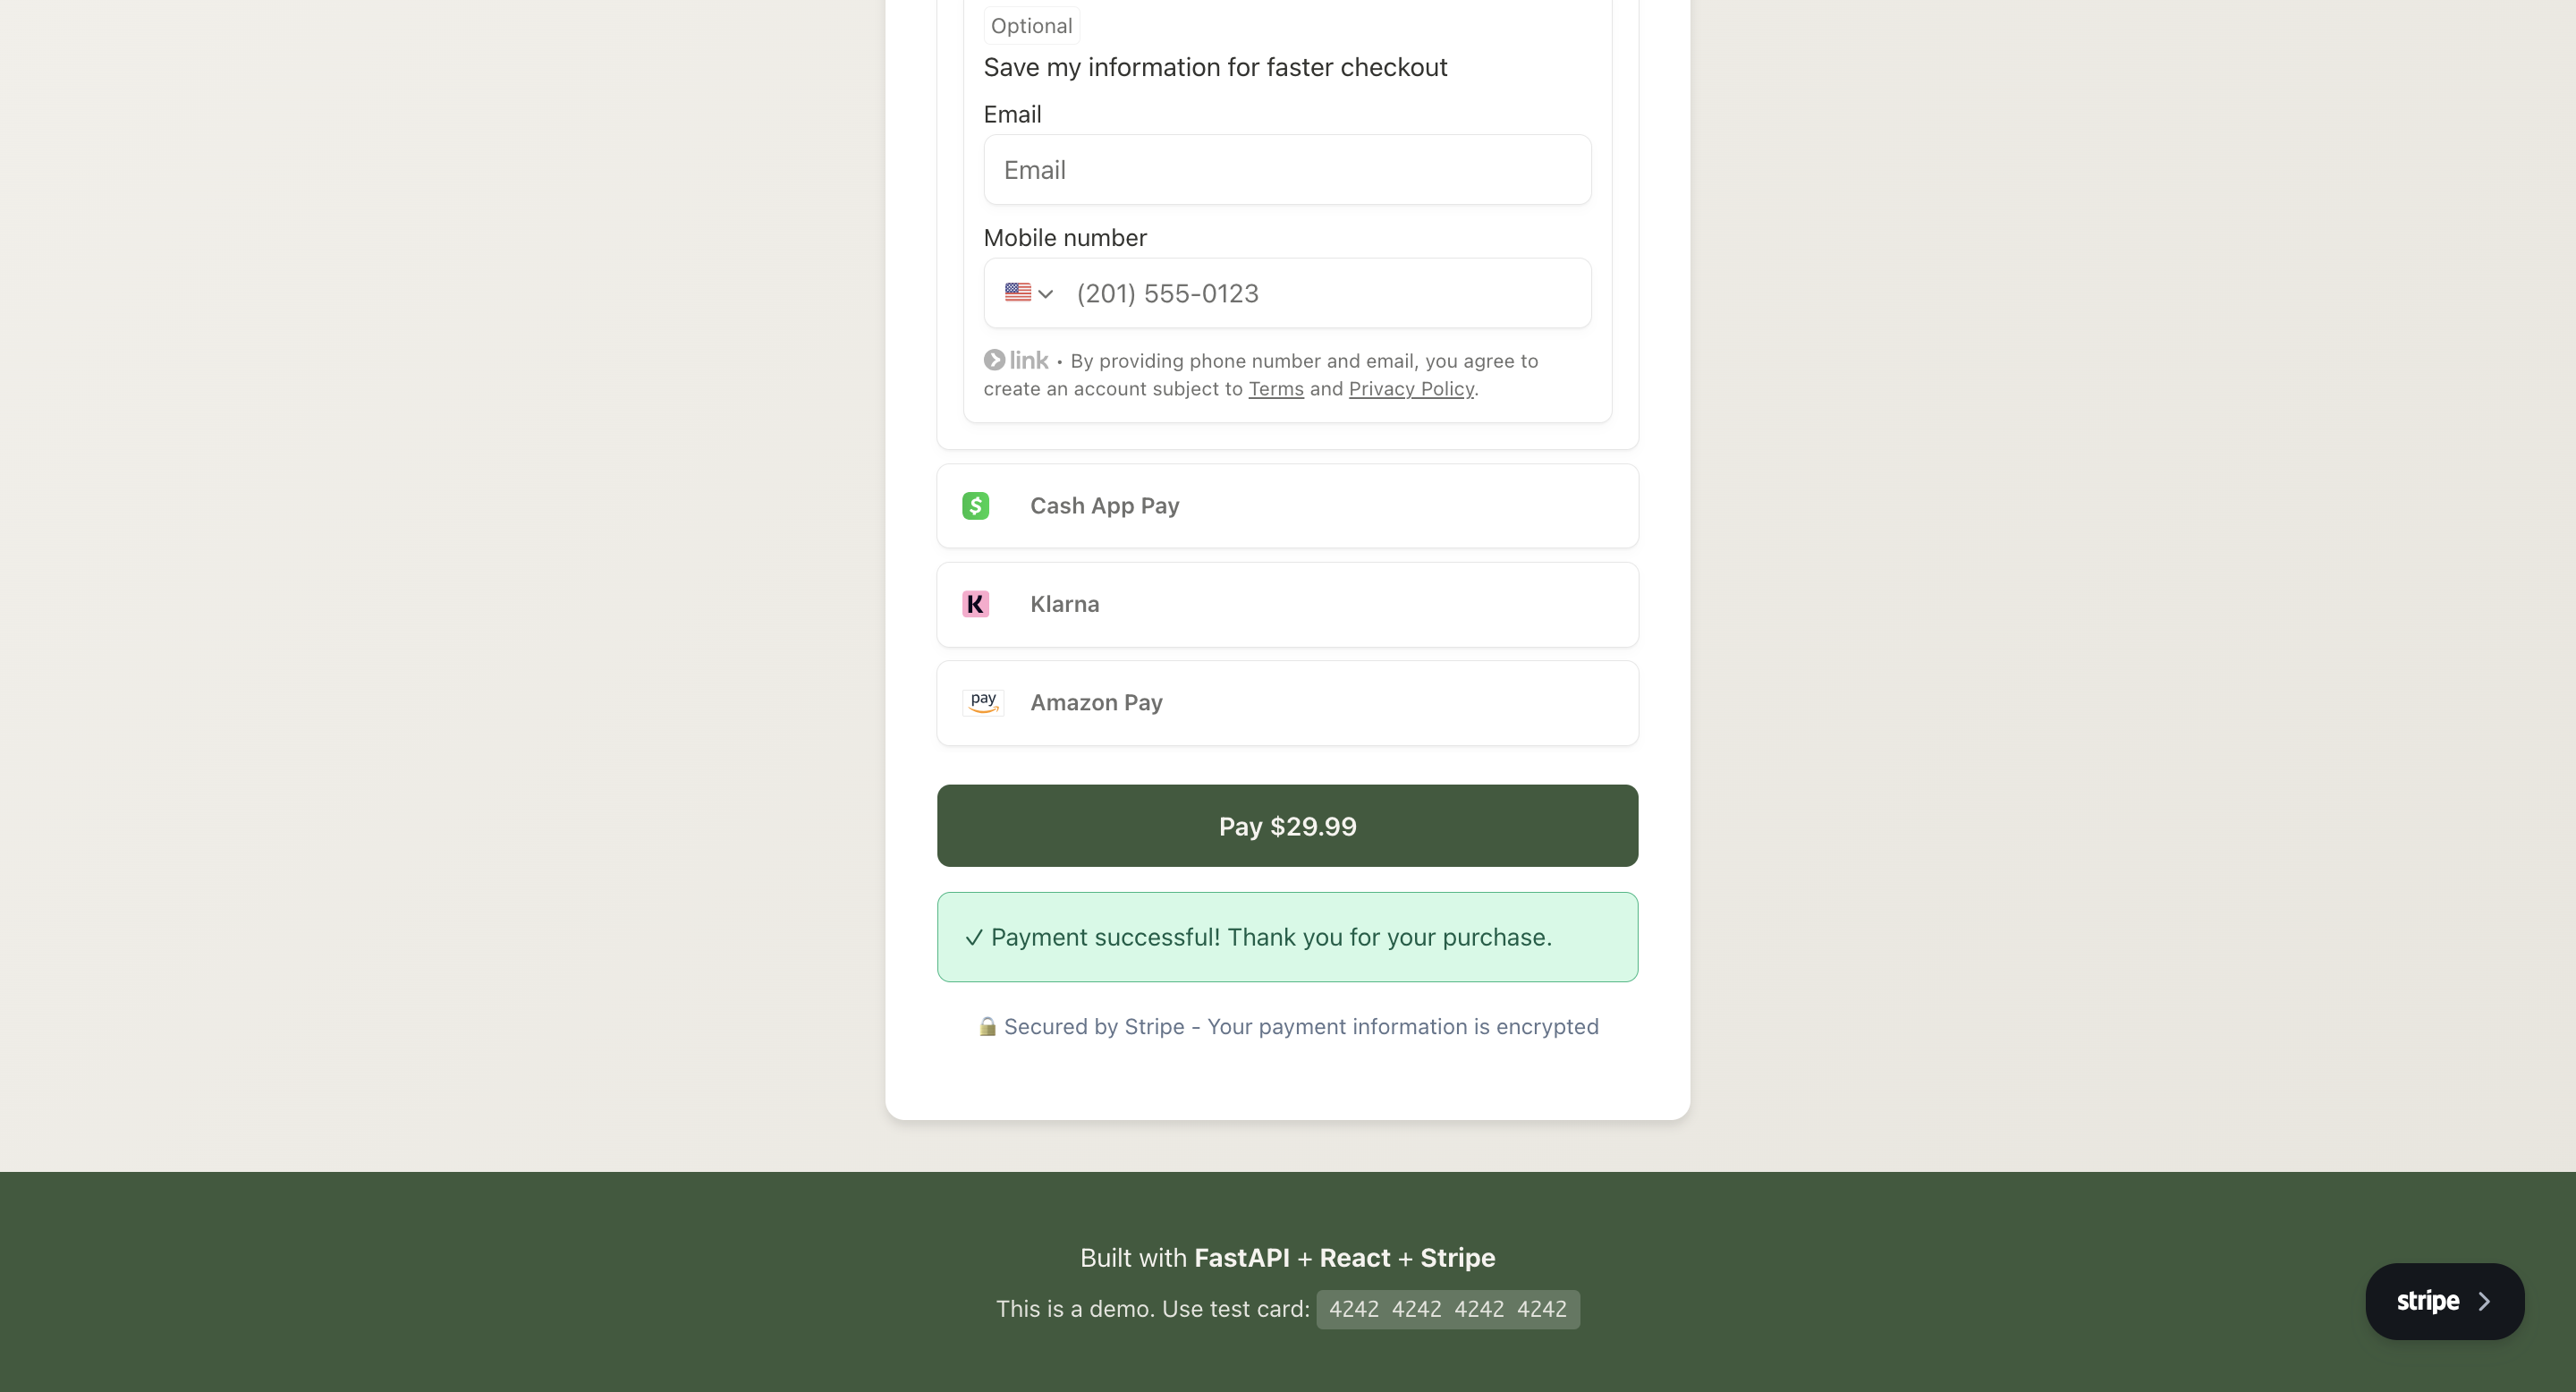 Optional
Save my information for faster checkout
Email
Email
Mobile number
(201) 555-0123
link • By providing phone number and email, you agree to
create an account subject to Terms and Privacy Policy.
$ Cash App Pay
K Klarna
pay Amazon Pay
Pay $29.99
✓ Payment successful! Thank you for your purchase.
🔒 Secured by Stripe - Your payment information is encrypted
Built with FastAPI + React + Stripe
This is a demo. Use test card: 4242 4242 4242 4242
stripe